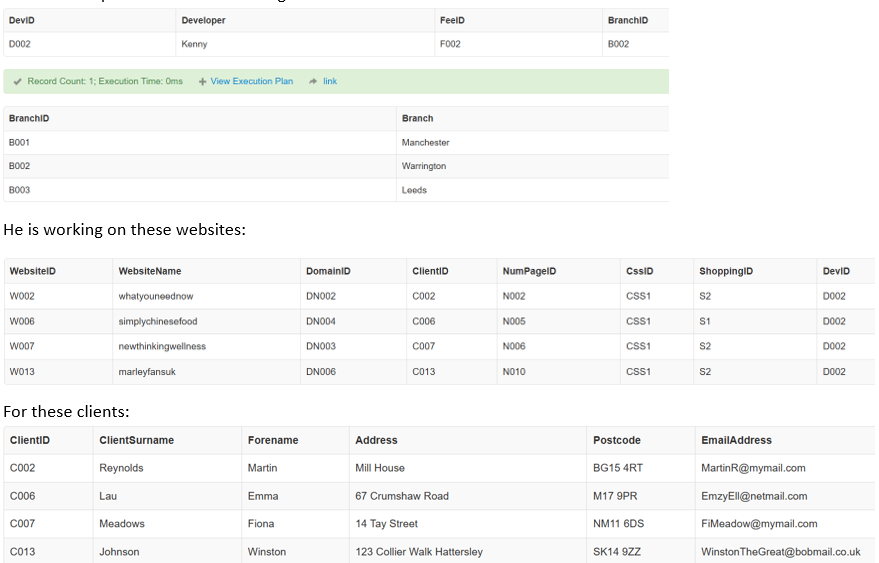 DevID Developer FeeID BranchID
D002 Kenny F002 B002
Record Count: 1; Execution Time: 0ms View Execution Plan link
BranchID Branch
B001 Manchester
B002 Warrington
B003 Leeds
He is working on these websites:
WebsiteID WebsiteName DomainID ClientID NumPageID CssID ShoppingID DevID
W002 whatyouneednow DN002 C002 N002 CSS1 S2 D002
W006 simplychinesefood DN004 C006 N005 CSS1 S1 D002
W007 newthinkingwellness DN003 C007 N006 CSS1 S2 D002
W013 marleyfansuk DN006 C013 N010 CSS1 S2 D002
For these clients:
ClientID ClientSurname Forename Address Postcode EmailAddress
C002 Reynolds Martin Mill House BG15 4RT MartinR@mymail.com
C006 Lau Emma 67 Crumshaw Road M17 9PR EmzyEll@netmail.com
C007 Meadows Fiona 14 Tay Street NM11 6DS FiMeadow@mymail.com
C013 Johnson Winston 123 Collier Walk Hattersley SK14 9ZZ WinstonTheGreat@bobmail.co.uk